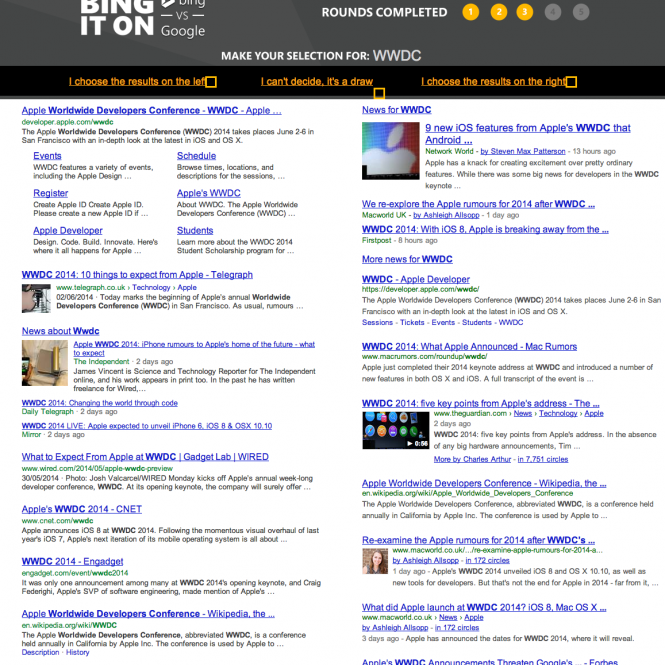 BING
IT ON
bing
VS
Google
ROUNDS COMPLETED 1 2 3 4 5
MAKE YOUR SELECTION FOR: WWDC
I choose the results on the left
I can't decide, it's a draw
I choose the results on the right
Apple Worldwide Developers Conference - WWDC - Apple ...
developer.apple.com/wwdc
The Apple Worldwide Developers Conference (WWDC) 2014 takes place June 2-6 in
San Francisco with an in-depth look at the latest in iOS and OS X.
Events
WWDC features a variety of events,
including the Apple Design ...
Schedule
Browse times, locations, and
descriptions for the sessions, ...
Register
Create Apple ID Create Apple ID.
Please create a new Apple ID if ...
Apple's WWDC
About WWDC. The Apple Worldwide
Developers Conference (WWDC) ...
Apple Developer
Design. Code. Build. Innovate. Here's
where it all happens for Apple ...
Students
Learn more about the WWDC 2014
Student Scholarship program for ...
WWDC 2014: 10 things to expect from Apple - Telegraph
www.telegraph.co.uk › Technology › Apple
02/06/2014 · Today marks the beginning of Apple's annual Worldwide
Developers Conference (WWDC) in San Francisco. As usual, rumours ...
News about Wwdc
Apple WWDC 2014: iPhone rumours to Apple's home of the future - what
to expect
The Independent · 2 days ago
James Vincent is Science and Technology Reporter for The Independent
online, and his work appears in print too. In the past he has written
freelance for Wired,...
WWDC 2014: Changing the world through code
Daily Telegraph · 2 days ago
WWDC 2014 LIVE: Apple expected to unveil iPhone 6, iOS 8 & OSX 10.10
Mirror · 2 days ago
What to Expect From Apple at WWDC | Gadget Lab | WIRED
www.wired.com/2014/05/apple-wwdc-preview
30/05/2014 · Photo: Josh Valcarcel/WIRED Monday kicks off Apple's annual week-long
developer conference, WWDC. At its opening keynote, the company will surely offer ...
Apple's WWDC 2014 - CNET
www.cnet.com/wwdc
Apple announces iOS 8 at WWDC 2014. Following the momentous visual overhaul of last
year's iOS 7, Apple's next iteration of its mobile operating system is all about ...
WWDC 2014 - Engadget
engadget.com/event/wwdc2014
It was only one announcement among many at WWDC 2014's opening keynote, and Craig
Federighi, Apple's SVP of software engineering, made mention of Apple's ...
Apple Worldwide Developers Conference - Wikipedia, the ...
en.wikipedia.org/wiki/WWDC
The Apple Worldwide Developers Conference, abbreviated WWDC, is a conference
held annually in California by Apple Inc. The conference is used by Apple to ...
Description · History
News for WWDC
9 new iOS features from Apple's WWDC that
Android ...
Network World - by Steven Max Patterson - 13 hours ago
Apple has a knack for creating excitement over pretty ordinary
features. While there was some big news for developers in the WWDC
keynote ...
We re-explore the Apple rumours for 2014 after WWDC ...
Macworld UK - by Ashleigh Allsopp - 1 day ago
WWDC 2014: With iOS 8, Apple is breaking away from the ...
Firstpost - 8 hours ago
More news for WWDC
WWDC - Apple Developer
https://developer.apple.com/wwdc/
The Apple Worldwide Developers Conference (WWDC) 2014 takes place June 2-6 in San
Francisco with an in-depth look at the latest in iOS and OS X.
Sessions - Tickets - Events - Students - WWDC
WWDC 2014: What Apple Announced - Mac Rumors
www.macrumors.com/roundup/wwdc/
Apple just completed their keynote address at WWDC and introduced a number of
new features in both OS X and iOS. A full transcript of the event is ...
WWDC 2014: five key points from Apple's address - The ...
0:56
www.theguardian.com › News › Technology › Apple
2 days ago
WWDC 2014: five key points from Apple's address. In the absence
of any big hardware announcements, Tim ...
More by Charles Arthur - in 7,751 circles
Apple Worldwide Developers Conference - Wikipedia, the ...
en.wikipedia.org/wiki/Apple_Worldwide_Developers_Conference
The Apple Worldwide Developers Conference, abbreviated WWDC, is a conference held
annually in California by Apple Inc. The conference is used by Apple to ...
Re-examine the Apple rumours for 2014 after WWDC's ...
www.macworld.co.uk/.../re-examine-apple-rumours-for-2014-a...
by Ashleigh Allsopp - in 172 circles
1 day ago - Apple's WWDC 2014 unveiled iOS 8 and OS X 10.10, as well as
new tools for developers. But that's not the end for Apple in 2014 - far from it, ...
What did Apple launch at WWDC 2014? iOS 8, Mac OS X ...
www.macworld.co.uk › News › Apple
by Ashleigh Allsopp - in 172 circles
3 days ago - Apple has announced the dates for WWDC 2014, where it will reveal.
Apple's WWDC Announcements Threaten Google's ... - Forbes